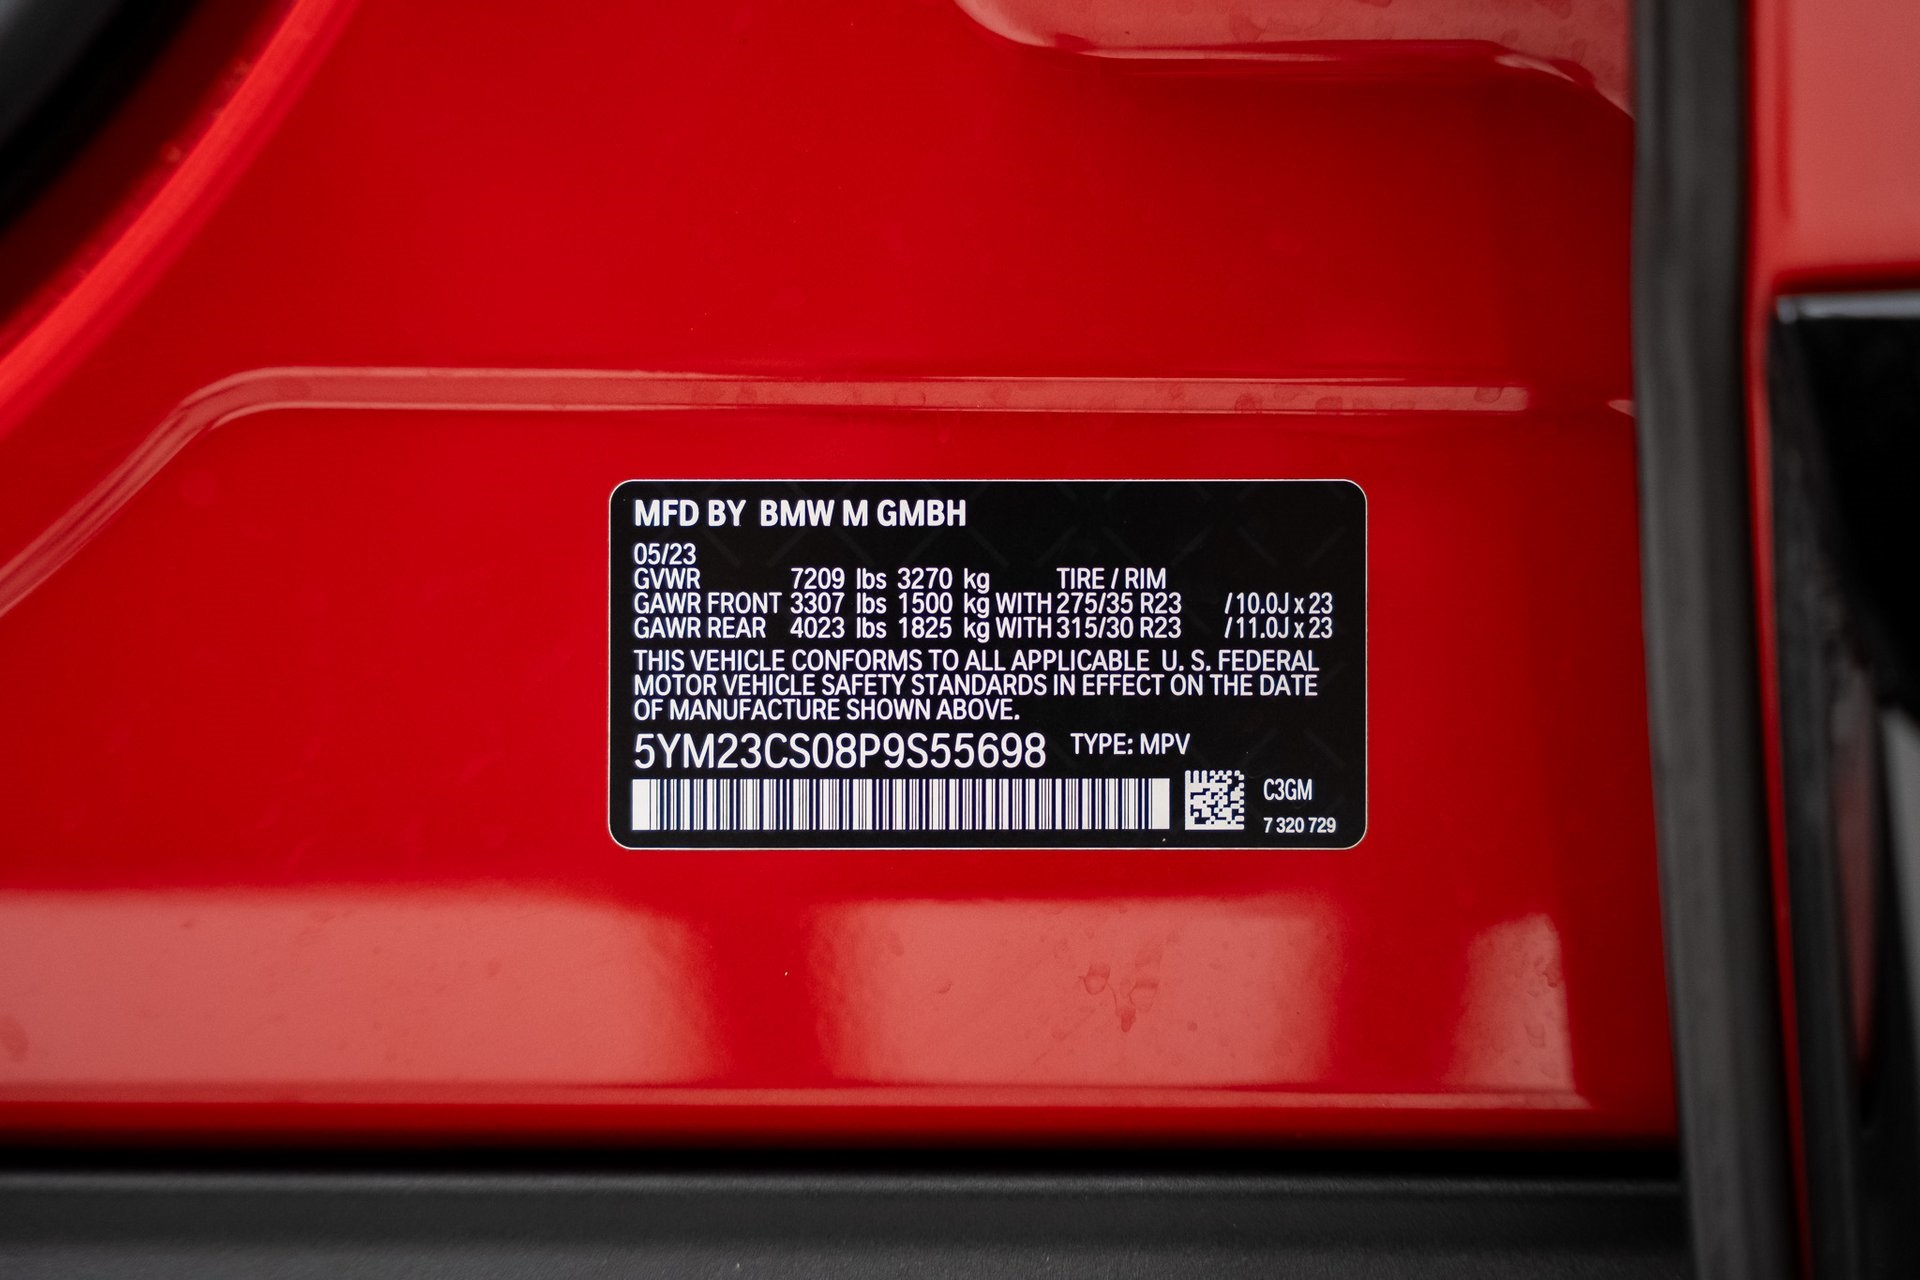 MFD BY BMW M GMBH
05/23
GVWR 7209 lbs 3270 kg TIRE / RIM
GAWR FRONT 3307 lbs 1500 kg WITH 275/35 R23 / 10.0J x 23
GAWR REAR 4023 lbs 1825 kg WITH 315/30 R23 / 11.0J x 23
THIS VEHICLE CONFORMS TO ALL APPLICABLE U. S. FEDERAL
MOTOR VEHICLE SAFETY STANDARDS IN EFFECT ON THE DATE
OF MANUFACTURE SHOWN ABOVE.
5YM23CS08P9S55698 TYPE: MPV
C3GM
7 320 729